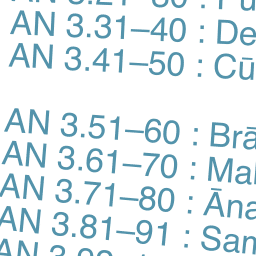 AN 3.31–40 : De
AN 3.41–50 : Cū
AN 3.51–60 : Brā
AN 3.61–70 : Ma
AN 3.71–80 : Āna
AN 3.81–91 : Sam